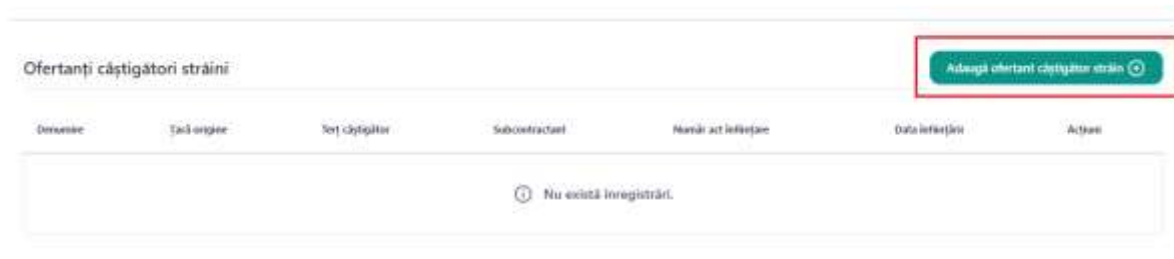 Ofertanți câștigători străini
Adaugă ofertant câștigător străin
Denumire Țară origine Terț câștigător Subcontractant Număr act înființare Data înființării Acțiuni
Nu există înregistrări.